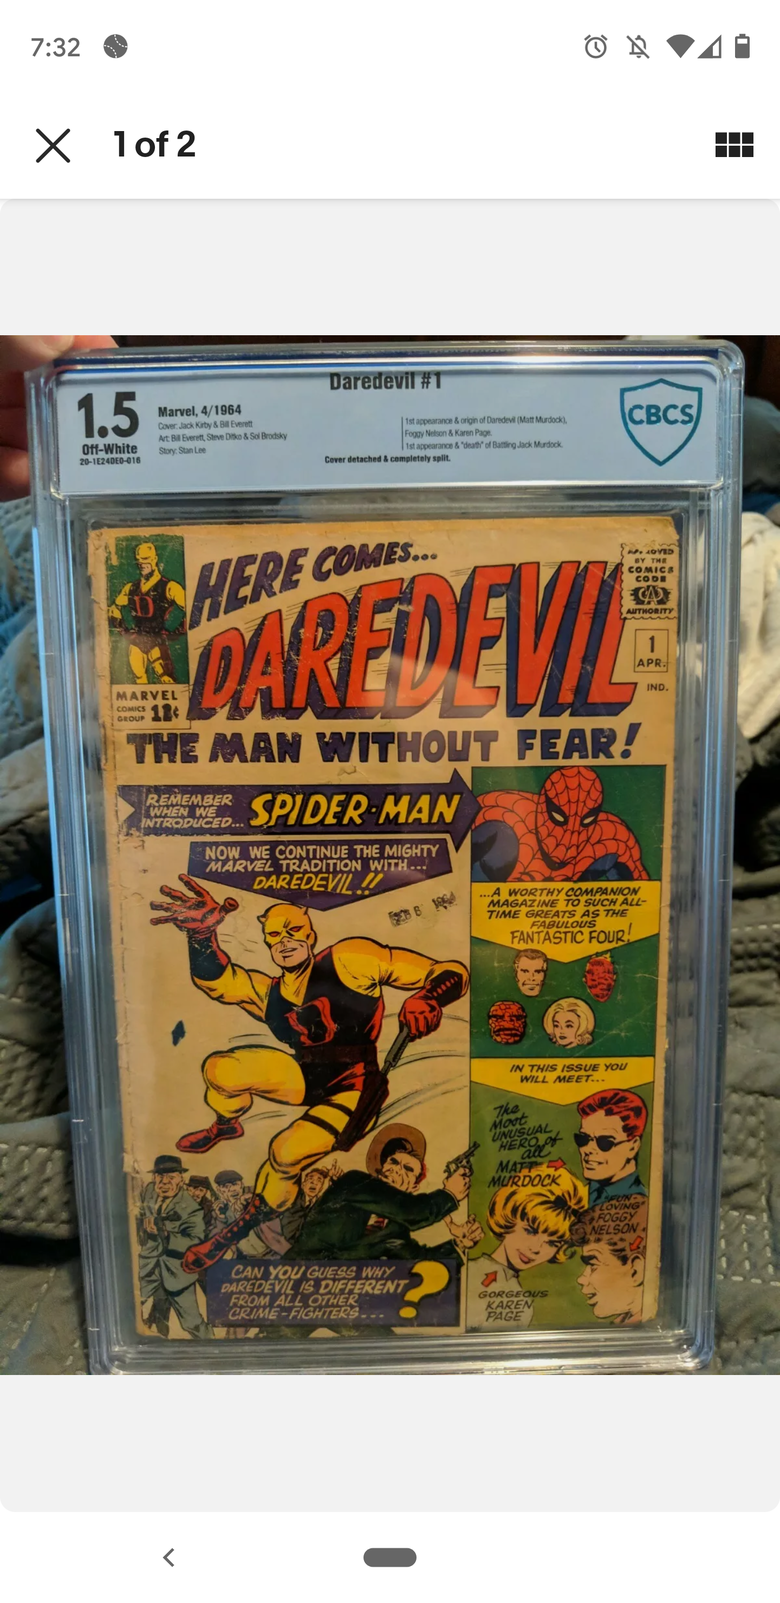 7:32
1 of 2
Daredevil #1
1.5
Off-White
20-1E24DE0-016
Marvel, 4/1964
Cover: Jack Kirby & Bill Everett
Art: Bill Everett, Steve Ditko & Sol Brodsky
Story: Stan Lee
1st appearance & origin of Daredevil (Matt Murdock),
Foggy Nelson & Karen Page.
1st appearance & "death" of Battling Jack Murdock.
Cover detached & completely split.
CBCS
HERE COMES...
DAREDEVIL
THE MAN WITHOUT FEAR!
D
MARVEL
COMICS
GROUP 12¢
APPROVED
BY THE
COMICS
CODE
CA
AUTHORITY
1
APR.
IND.
REMEMBER
WHEN WE
INTRODUCED...
SPIDER-MAN
NOW WE CONTINUE THE MIGHTY
MARVEL TRADITION WITH...
DAREDEVIL!!
D
...A WORTHY COMPANION
MAGAZINE TO SUCH ALL-
TIME GREATS AS THE
FABULOUS
FANTASTIC FOUR!
IN THIS ISSUE YOU
WILL MEET...
The
Most
UNUSUAL
HERO of
all
MATT
MURDOCK
"FUN-
LOVING"
FOGGY
NELSON
GORGEOUS
KAREN
PAGE
CAN YOU GUESS WHY
DAREDEVIL IS DIFFERENT
FROM ALL OTHER
CRIME-FIGHTERS...
?